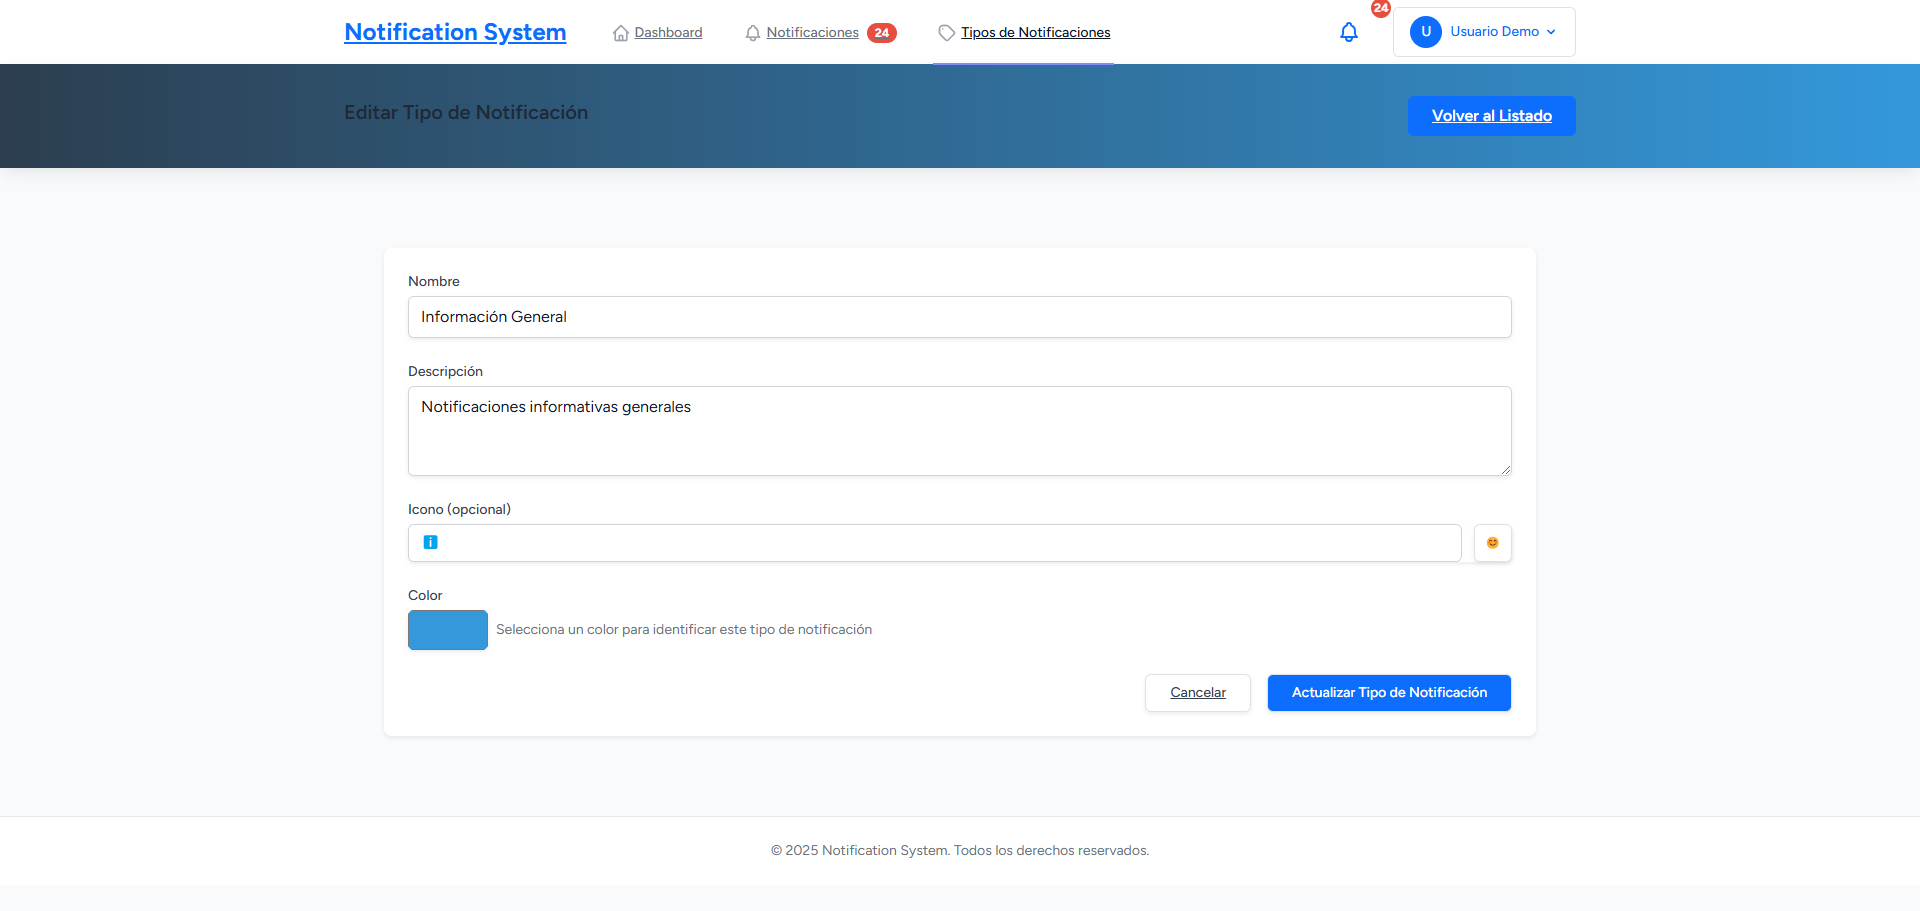 Notification System
Dashboard
Notificaciones 24
Tipos de Notificaciones
24
U Usuario Demo
Editar Tipo de Notificación
Volver al Listado
Nombre
Información General
Descripción
Notificaciones informativas generales
Icono (opcional)
ℹ️
Color
Selecciona un color para identificar este tipo de notificación
Cancelar
Actualizar Tipo de Notificación
© 2025 Notification System. Todos los derechos reservados.